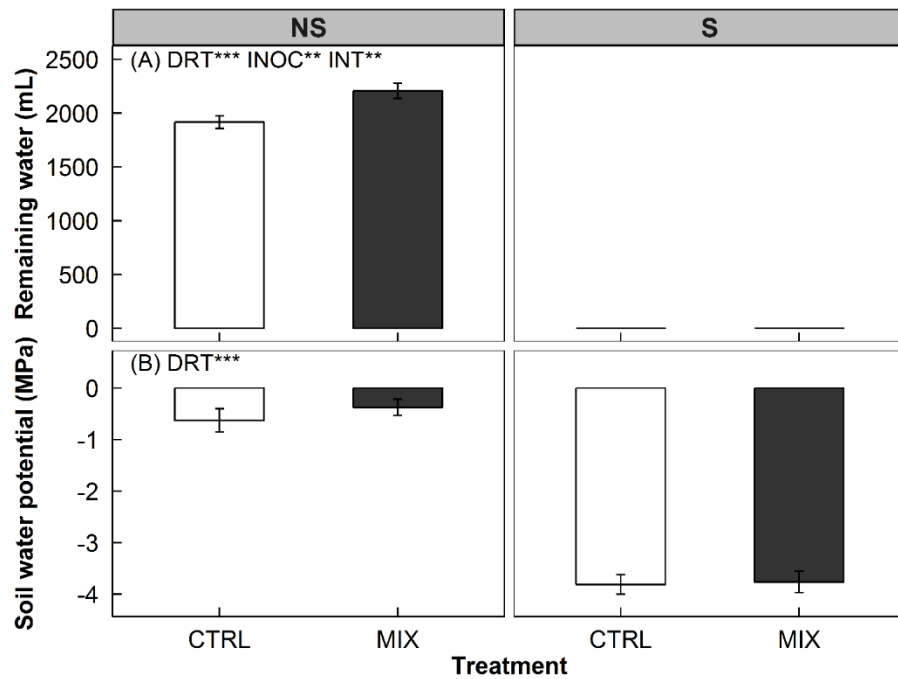 NS
S
Remaining water (mL)
(A) DRT*** INOC** INT**
2500
2000
1500
1000
500
0
Soil water potential (MPa)
(B) DRT***
0
-1
-2
-3
-4
CTRL
MIX
CTRL
MIX
Treatment